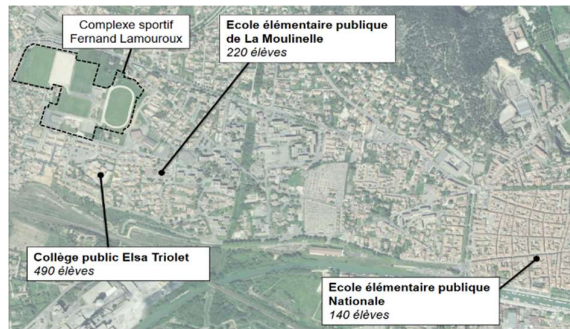 Complexe sportif
Fernand Lamouroux
Ecole élémentaire publique
de La Moulinelle
220 élèves
Collège public Elsa Triolet
490 élèves
Ecole élémentaire publique
Nationale
140 élèves